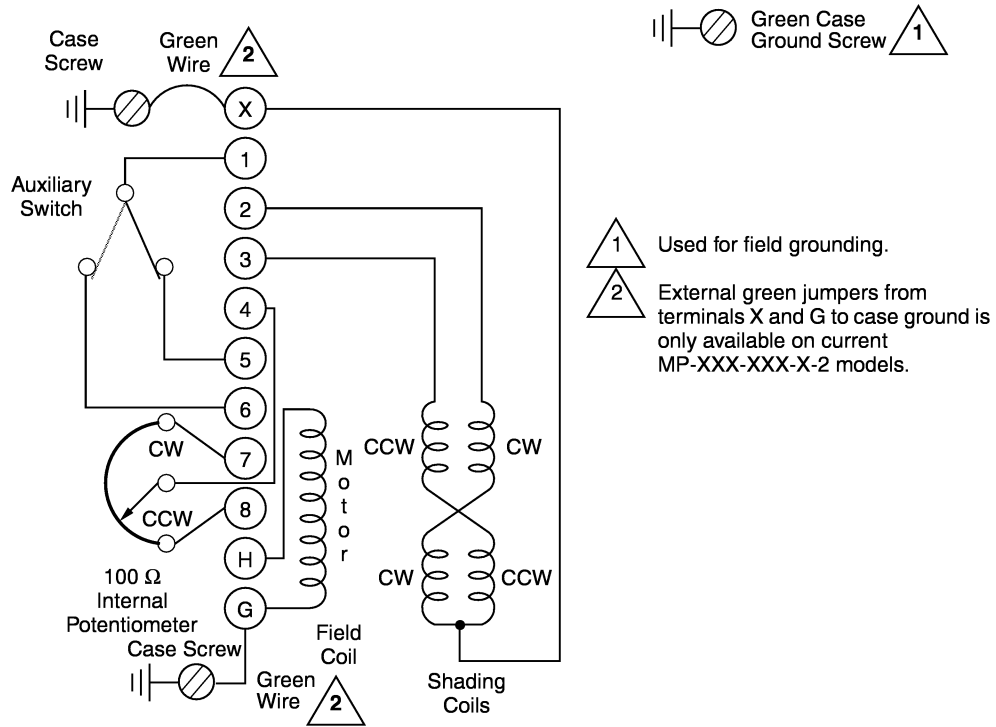 Case
Screw
Green
Wire
2
Green Case
Ground Screw
1
X
1
Auxiliary
Switch
2
3
4
5
6
7
8
H
G
CW
CCW
100 Ω
Internal
Potentiometer
Case Screw
Green
Wire
2
Motor
Field
Coil
CCW
CW
CW
CCW
Shading
Coils
1
Used for field grounding.
2
External green jumpers from
terminals X and G to case ground is
only available on current
MP-XXX-XXX-X-2 models.